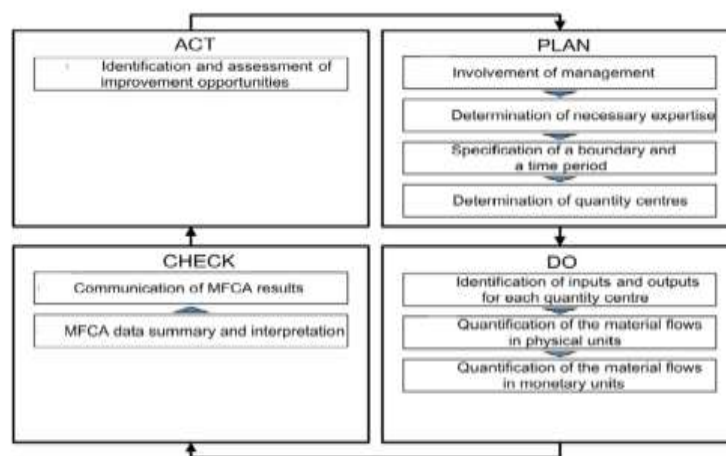 ACT
Identification and assessment of
improvement opportunities
PLAN
Involvement of management
Determination of necessary expertise
Specification of a boundary and
a time period
Determination of quantity centres
CHECK
Communication of MFCA results
MFCA data summary and interpretation
DO
Identification of inputs and outputs
for each quantity centre
Quantification of the material flows
in physical units
Quantification of the material flows
in monetary units